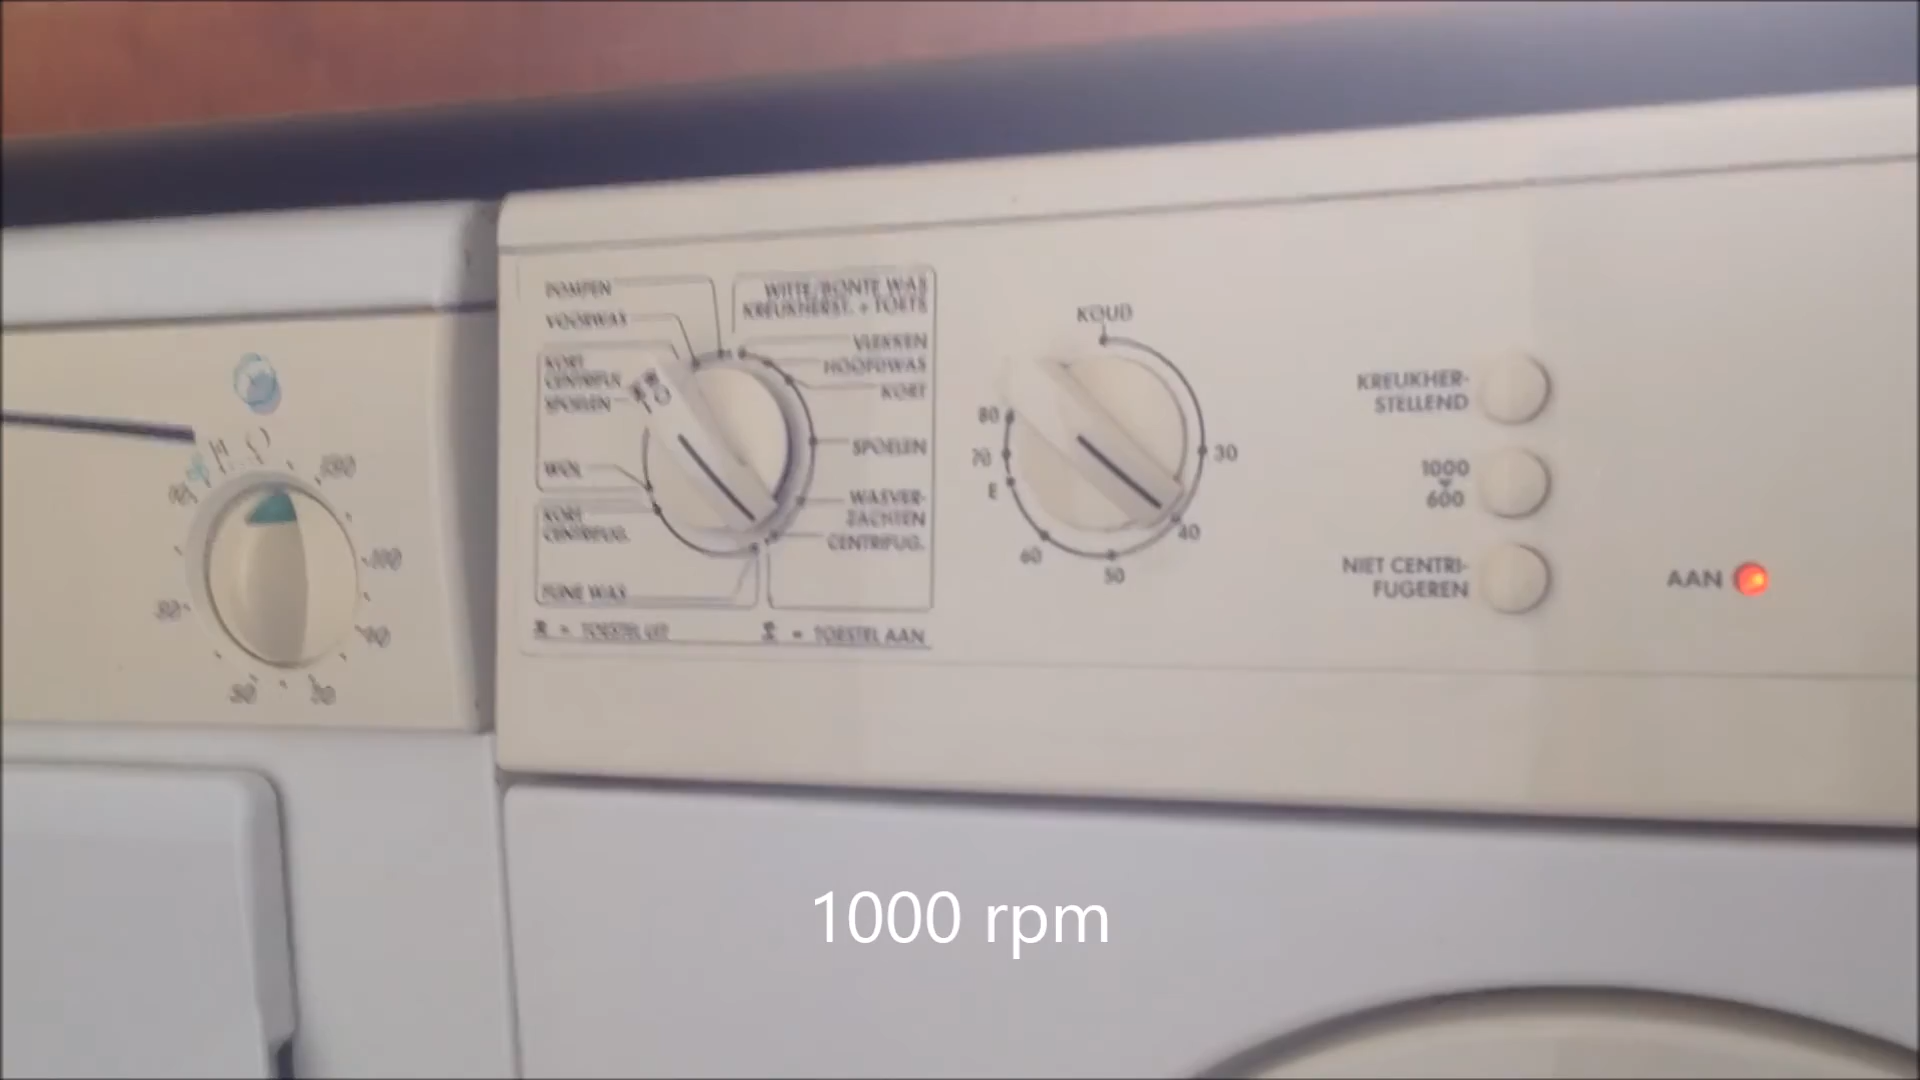 POMPEN
VOORWAS
KORT
CENTRIFUG.
SPOELEN
WOL
KORT
CENTRIFUG.
FIJNE WAS
= TOESTEL UIT
WITTE/BONTE WAS
KREUKHERST. + TOETS
VLEKKEN
HOOFDWAS
KORT
SPOELEN
WASVER-
ZACHTEN
CENTRIFUG.
= TOESTEL AAN
KOUD
30
40
50
60
E
70
80
KREUKHER-
STELLEND
1000
600
NIET CENTRI-
FUGEREN
AAN
1000 rpm